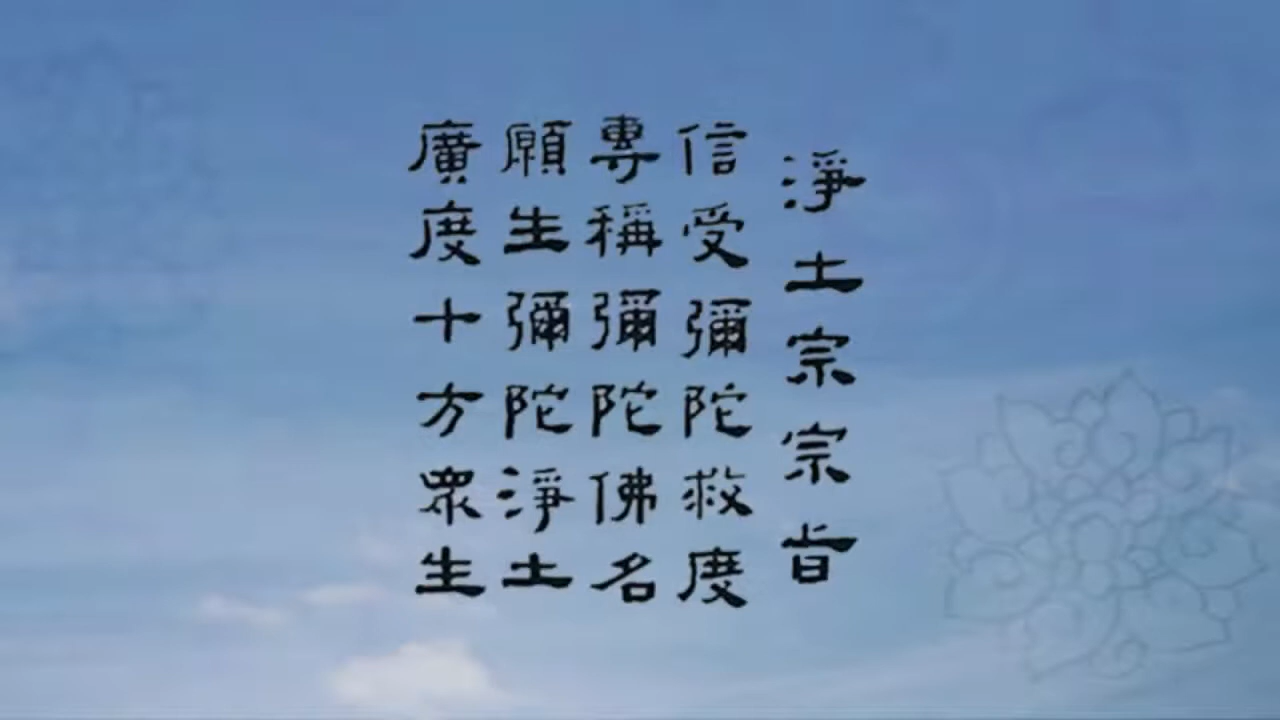 淨土宗宗旨
信受彌陀救度
專稱彌陀佛名
願生彌陀淨土
廣度十方眾生